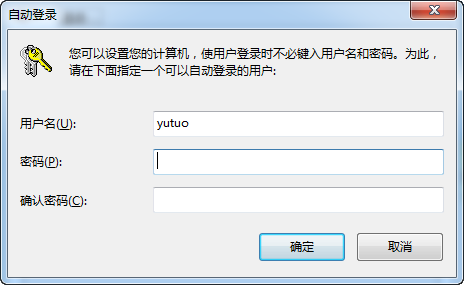 自动登录
您可以设置您的计算机，使用户登录时不必键入用户名和密码。为此，
请在下面指定一个可以自动登录的用户:
用户名(U):
yutuo
密码(P):
确认密码(C):
确定
取消